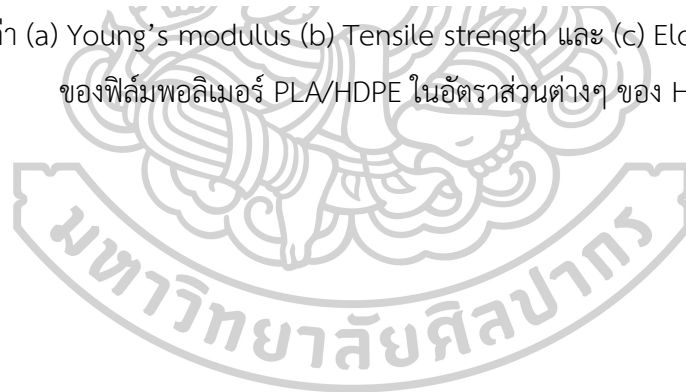 ค่า (a) Young's modulus (b) Tensile strength และ (c) Elo
ของฟิล์มพอลิเมอร์ PLA/HDPE ในอัตราส่วนต่างๆ ของ H
มหาวิทยาลัยศิลปากร